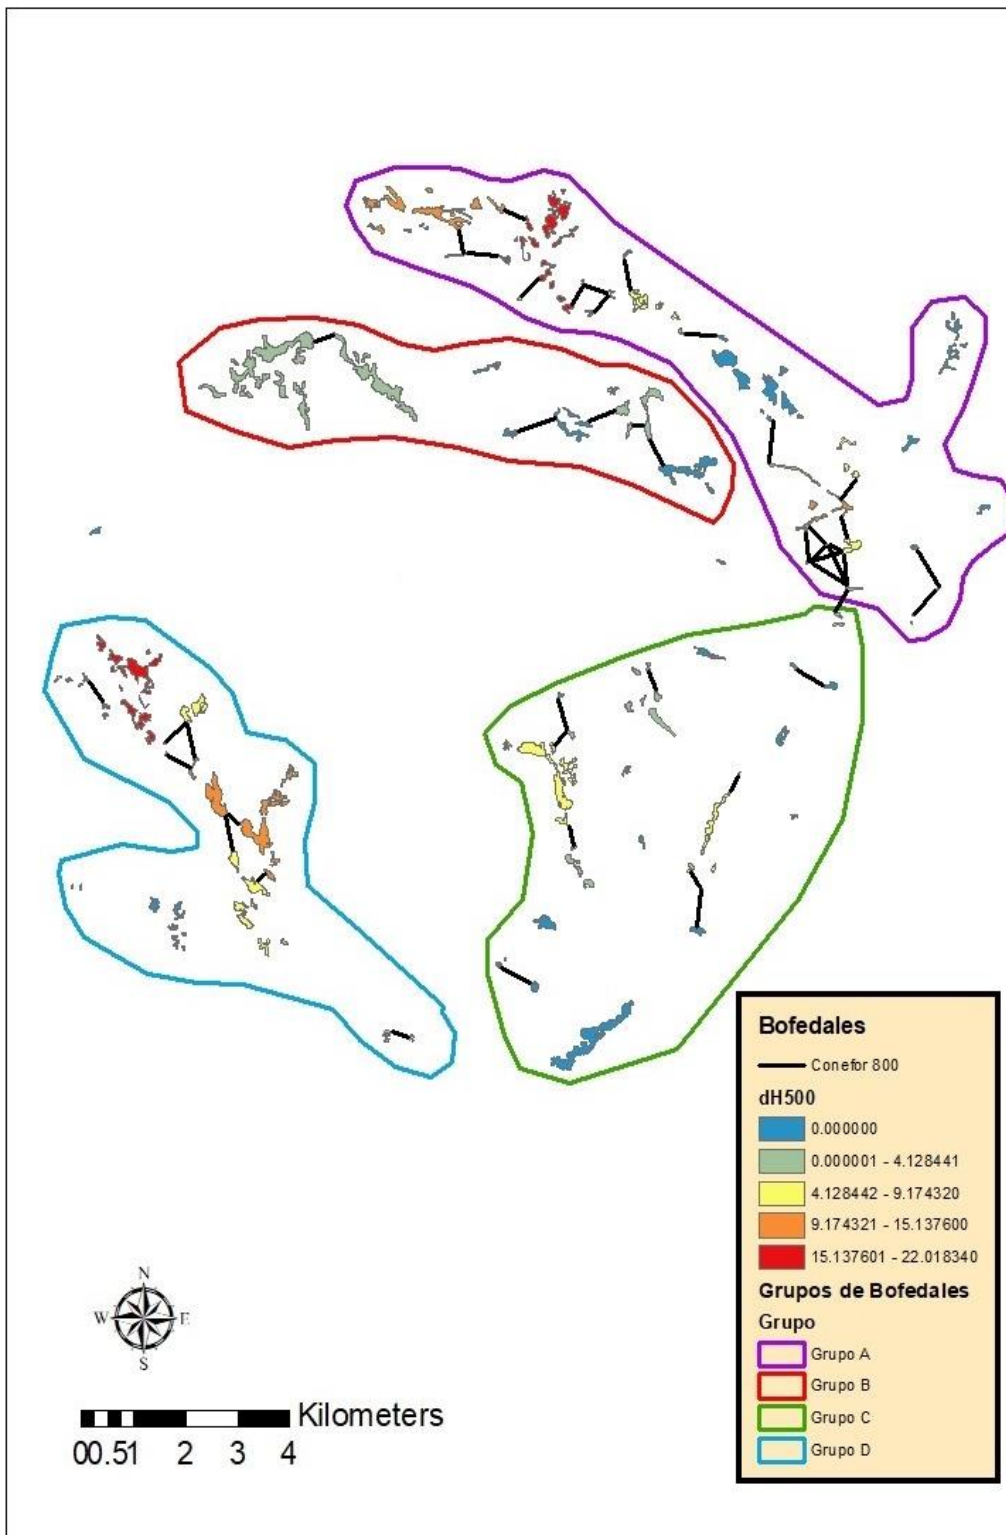 Bofedales
Conefor 800
dH500
0.000000
0.000001 - 4.128441
4.128442 - 9.174320
9.174321 - 15.137600
15.137601 - 22.018340
Grupos de Bofedales
Grupo
Grupo A
Grupo B
Grupo C
Grupo D
N
W E
S
Kilometers
00.51 2 3 4